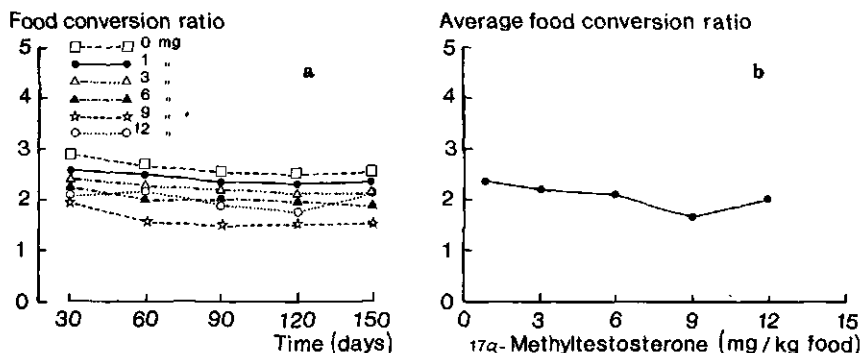 Food conversion ratio
5
0 mg
1 "
3 "
6 "
9 "
12 "
a
4
3
2
1
0
30 60 90 120 150
Time (days)
Average food conversion ratio
5
b
4
3
2
1
0
0 3 6 9 12 15
17α- Methyltestosterone (mg/kg food)